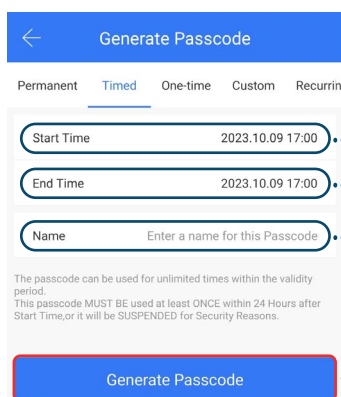 Generate Passcode
Permanent Timed One-time Custom Recurrin
Start Time 2023.10.09 17:00
End Time 2023.10.09 17:00
Name Enter a name for this Passcode
The passcode can be used for unlimited times within the validity
period.
This passcode MUST BE used at least ONCE within 24 Hours after
Start Time,or it will be SUSPENDED for Security Reasons.
Generate Passcode